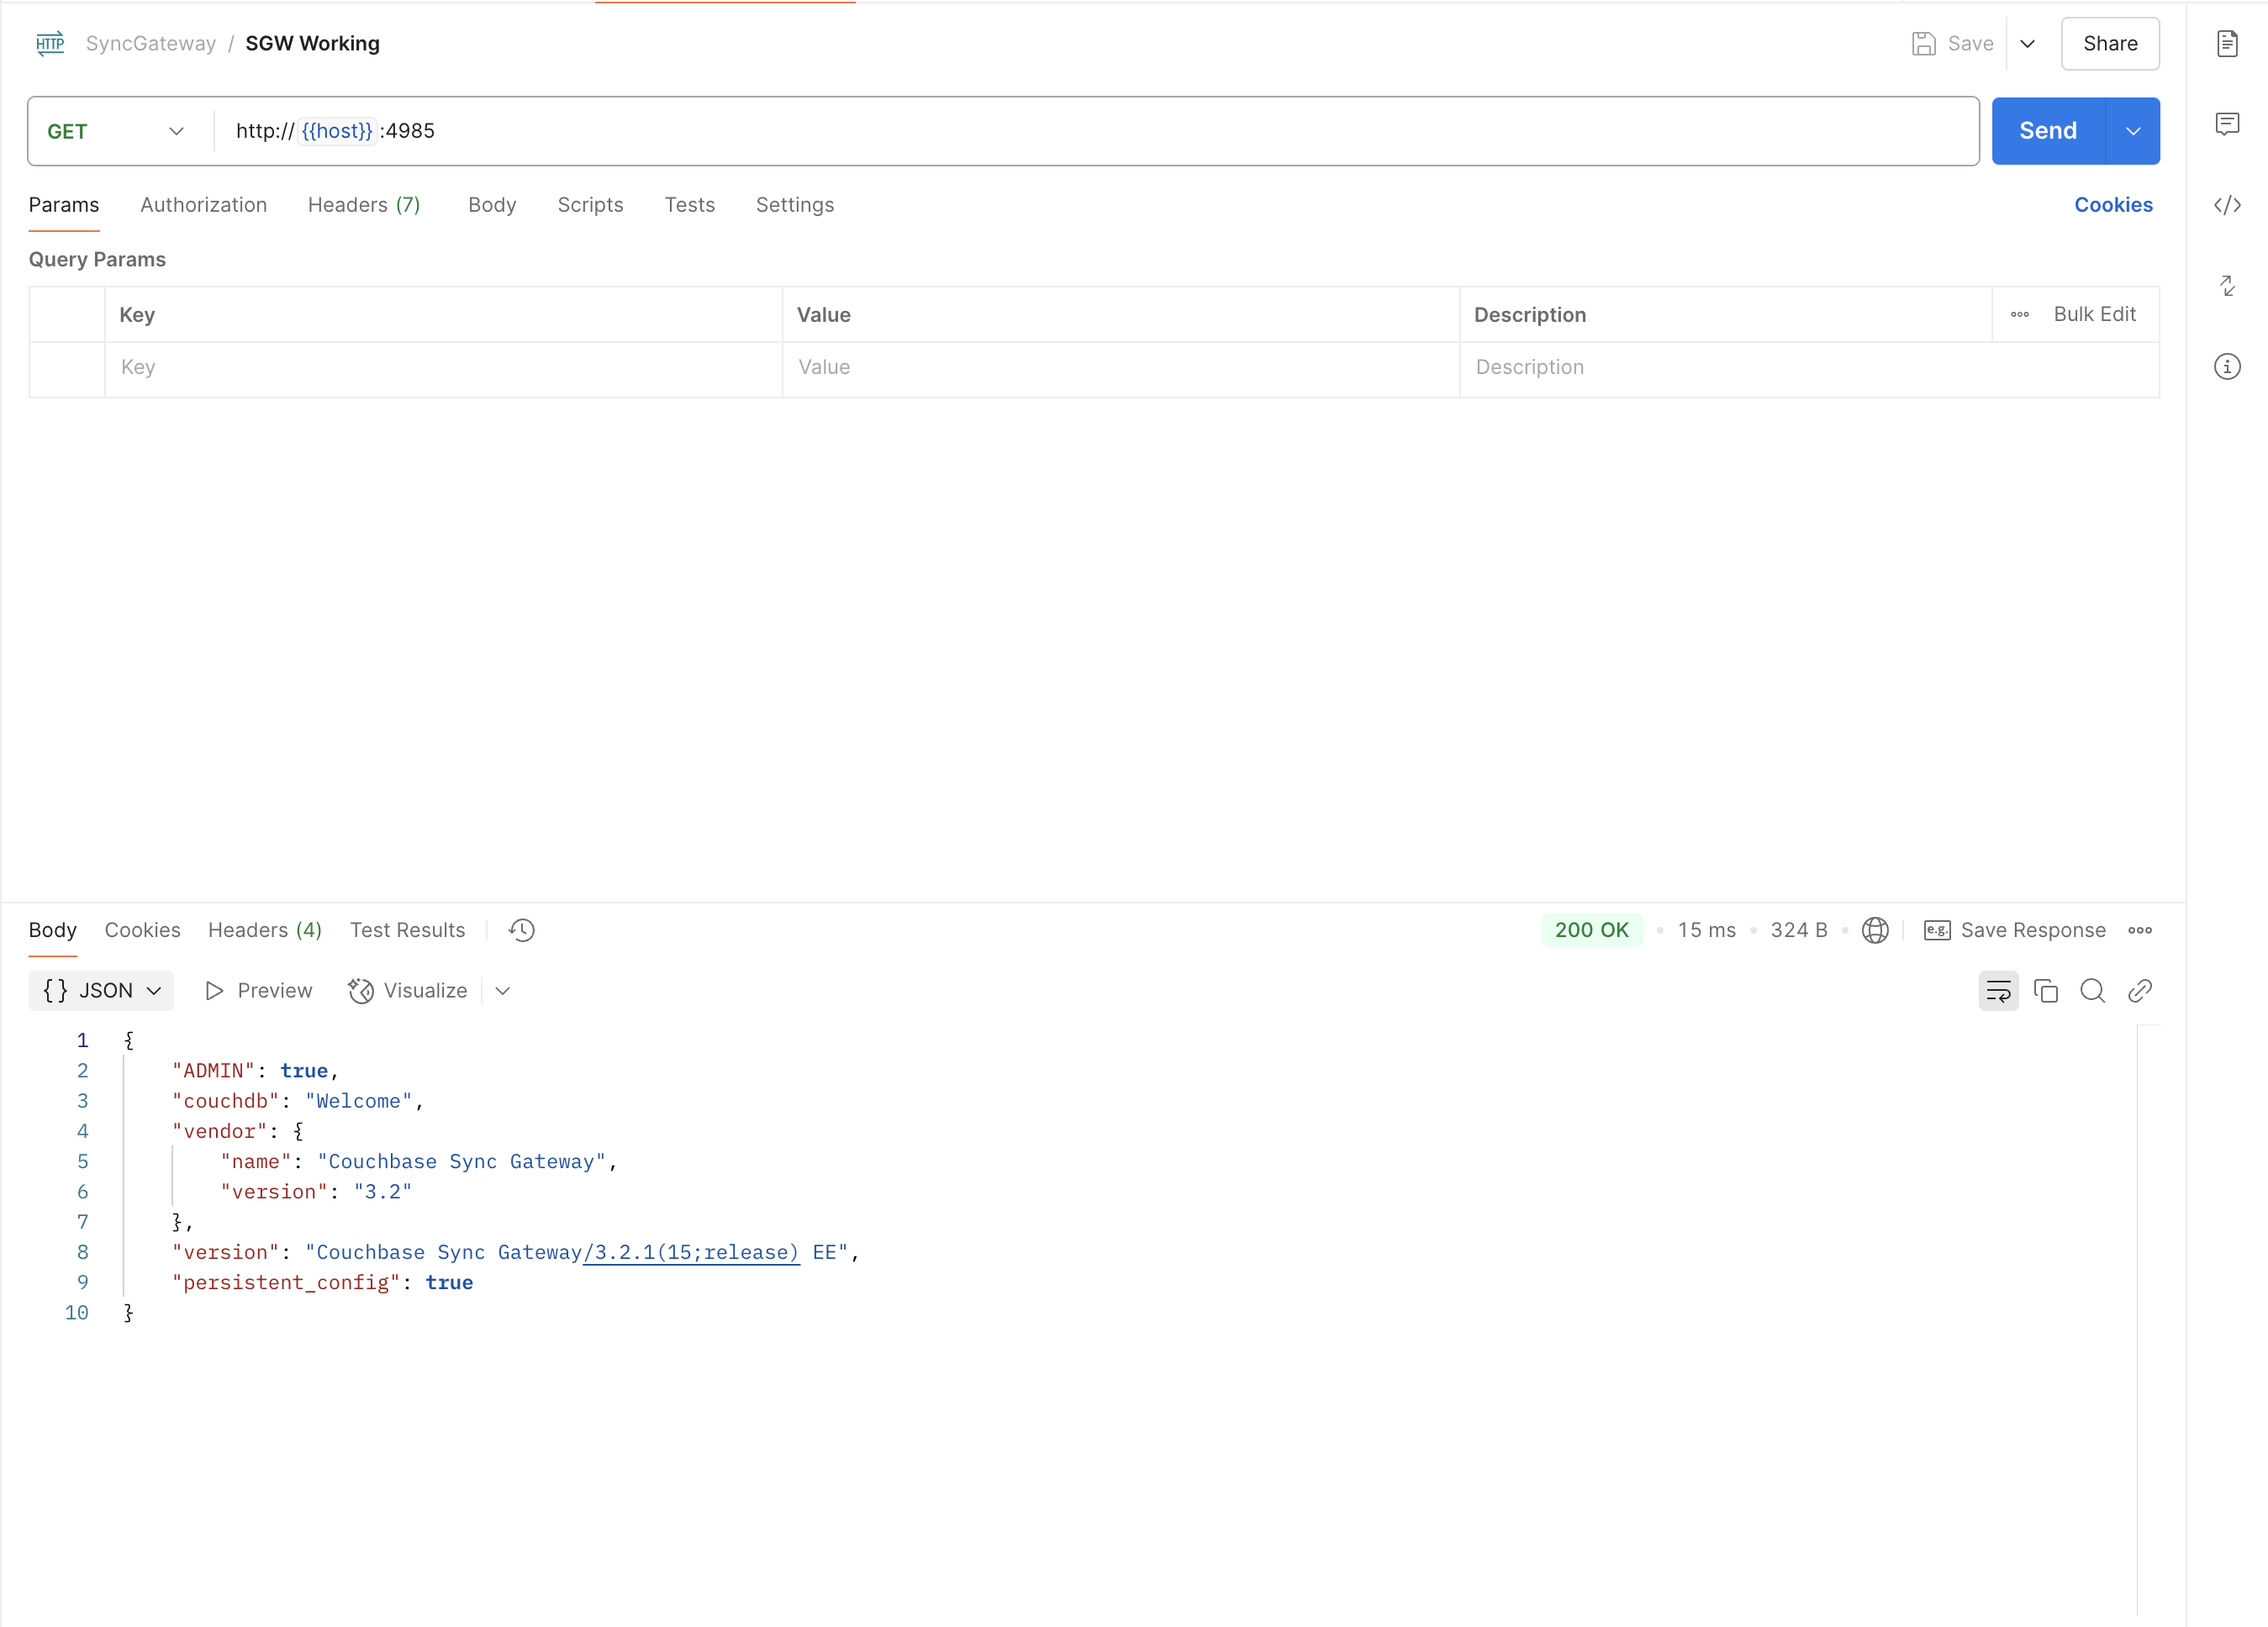 HTTP SyncGateway / SGW Working Save Share
GET http://{{host}}:4985 Send
Params Authorization Headers (7) Body Scripts Tests Settings Cookies
Query Params
Key Value Description Bulk Edit
Key Value Description
Body Cookies Headers (4) Test Results 200 OK 15 ms 324 B e.g. Save Response
{} JSON Preview Visualize
1 {
2 "ADMIN": true,
3 "couchdb": "Welcome",
4 "vendor": {
5 "name": "Couchbase Sync Gateway",
6 "version": "3.2"
7 },
8 "version": "Couchbase Sync Gateway/3.2.1(15;release) EE",
9 "persistent_config": true
10 }